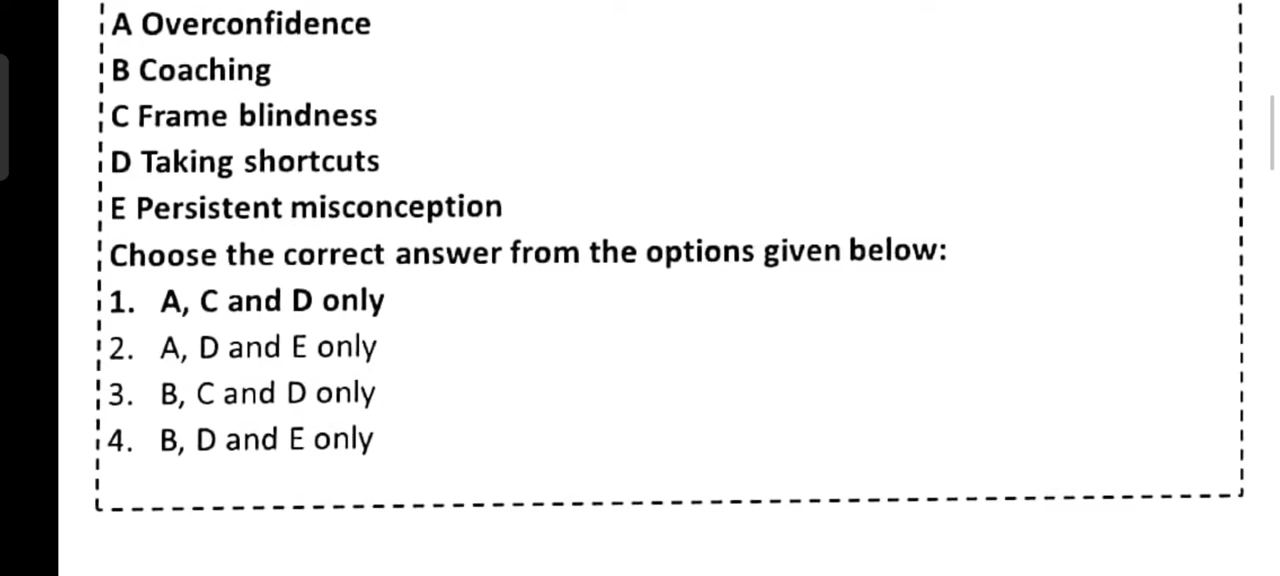 A Overconfidence
B Coaching
C Frame blindness
D Taking shortcuts
E Persistent misconception
Choose the correct answer from the options given below:
1. A, C and D only
2. A, D and E only
3. B, C and D only
4. B, D and E only